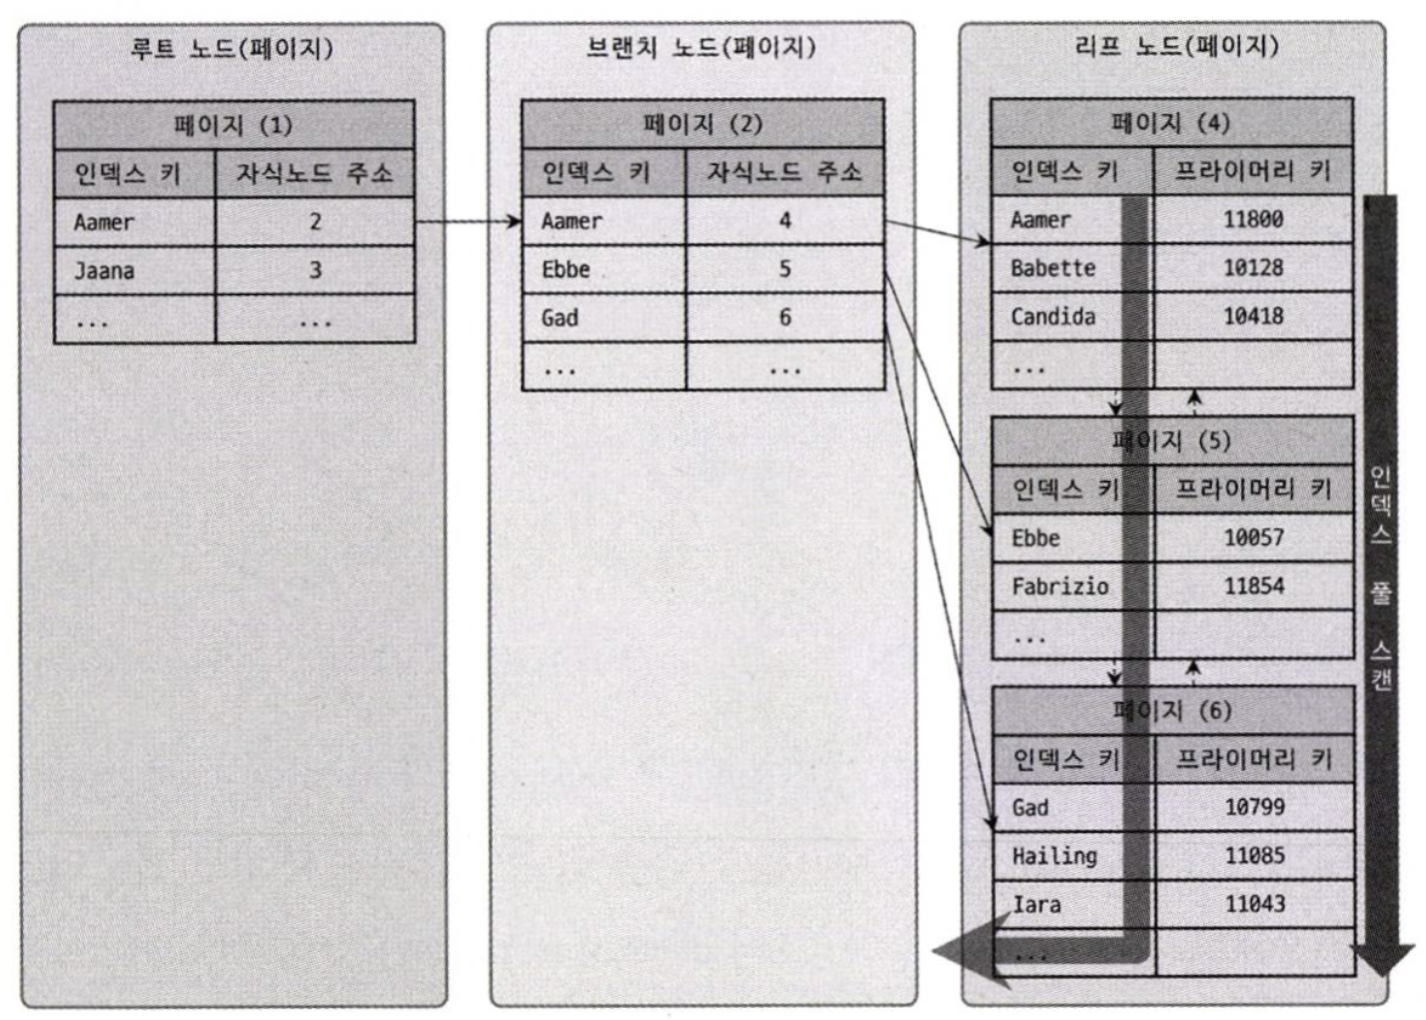 루트 노드(페이지)
페이지 (1)
인덱스 키 자식노드 주소
Aamer 2
Jaana 3
... ...
브랜치 노드(페이지)
페이지 (2)
인덱스 키 자식노드 주소
Aamer 4
Ebbe 5
Gad 6
... ...
리프 노드(페이지)
페이지 (4)
인덱스 키 프라이머리 키
Aamer 11800
Babette 10128
Candida 10418
...
페이지 (5)
인덱스 키 프라이머리 키
Ebbe 10057
Fabrizio 11854
...
페이지 (6)
인덱스 키 프라이머리 키
Gad 10799
Hailing 11085
Iara 11043
...
인덱스 풀 스캔